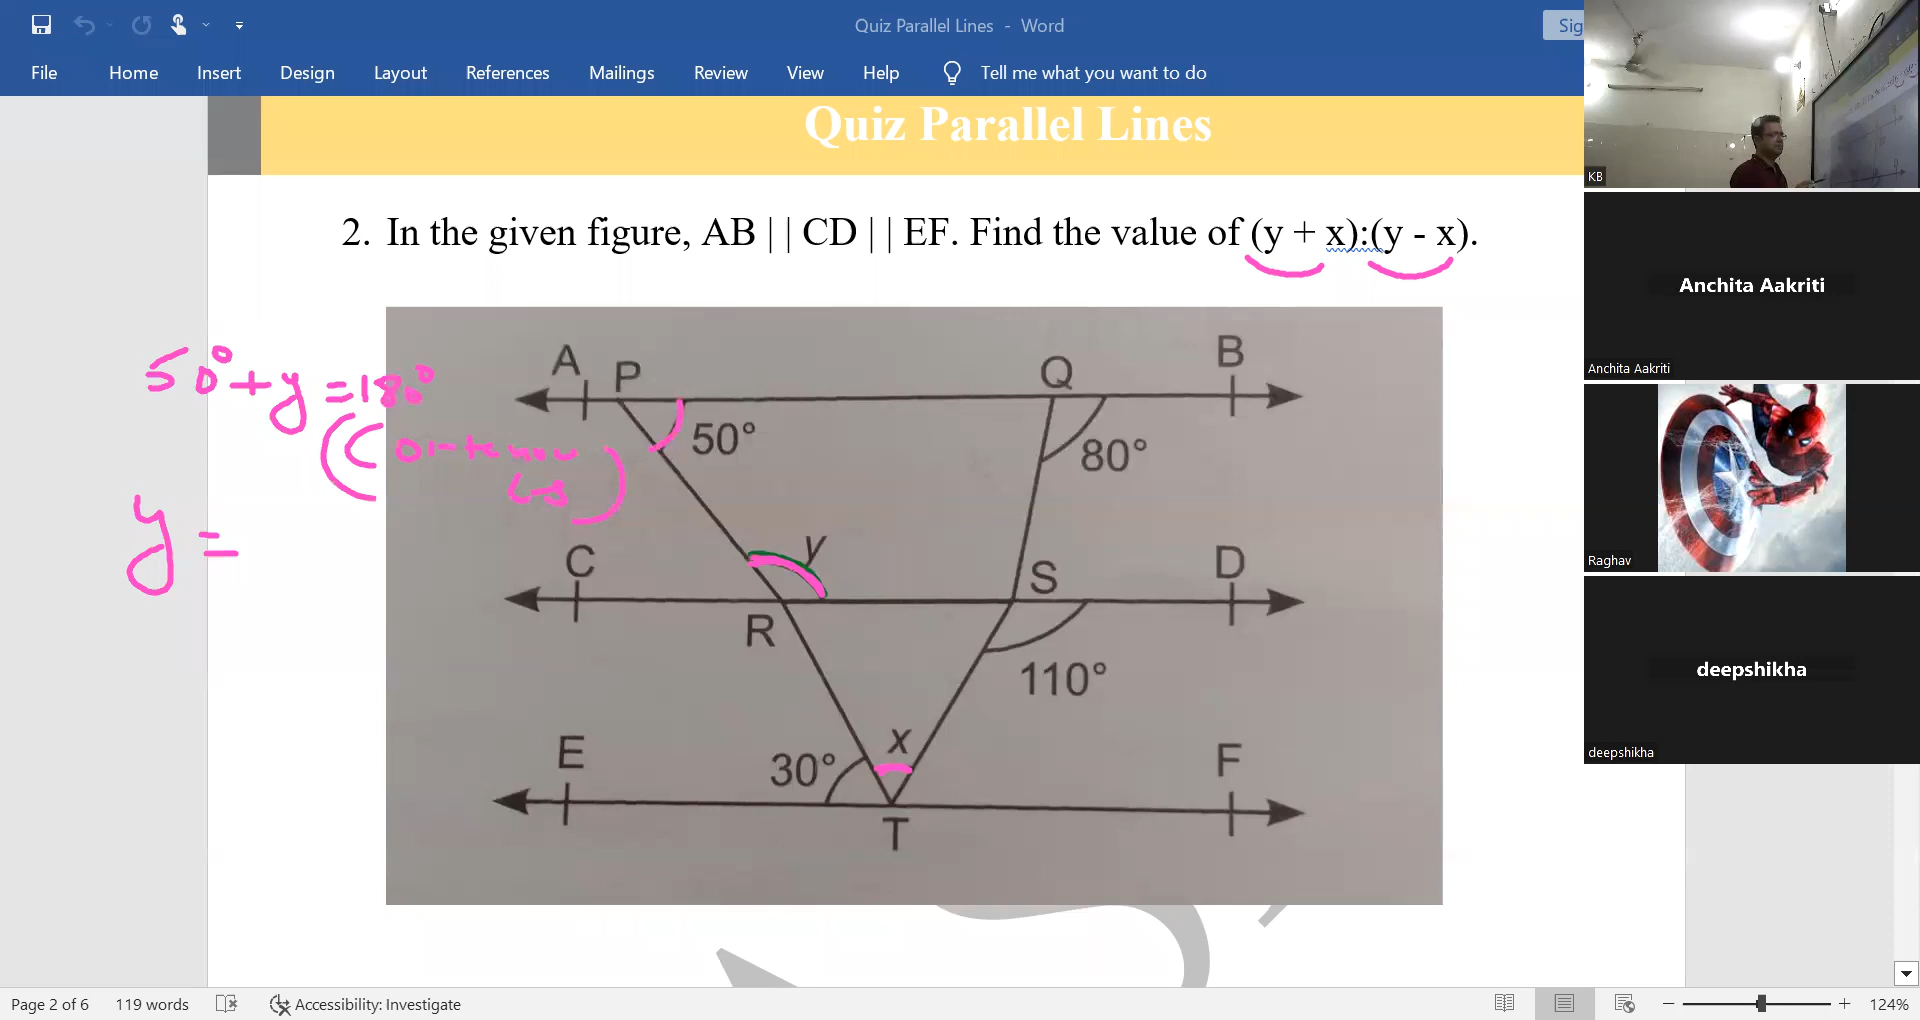 Quiz Parallel Lines - Word
Sig
File Home Insert Design Layout References Mailings Review View Help Tell me what you want to do
Quiz Parallel Lines
2. In the given figure, AB || CD || EF. Find the value of (y + x):(y - x).
50° + y = 180°
y =
A P Q B
50° 80°
y
C S D
R
110°
x
E 30° F
T
KB
Anchita Aakriti
Anchita Aakriti
Raghav
deepshikha
deepshikha
Page 2 of 6 119 words Accessibility: Investigate 124%